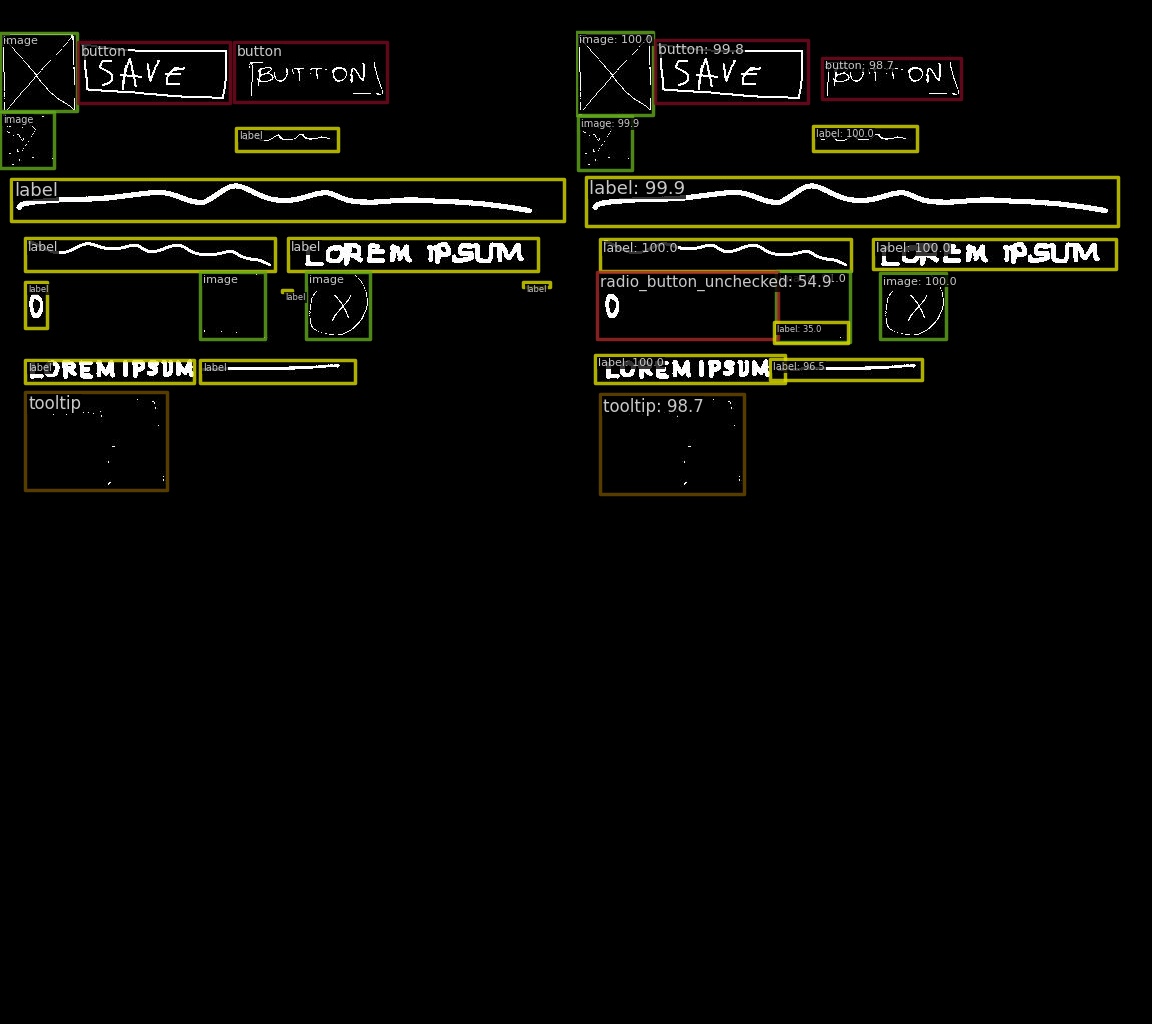 image button button image: 100.0 button: 99.8 button: 98.7
SAVE BUTTON SAVE BUTTON
image label image: 99.9 label: 100.0
label label: 99.9
label label LOREM IPSUM label: 100.0 label: 100.0 LOREM IPSUM
label image label image label radio_button_unchecked: 54.9 image: 100.0
0 X 0 label: 35.0 X
label LOREM IPSUM label label: 100.0 LOREM IPSUM label: 96.5
tooltip tooltip: 98.7